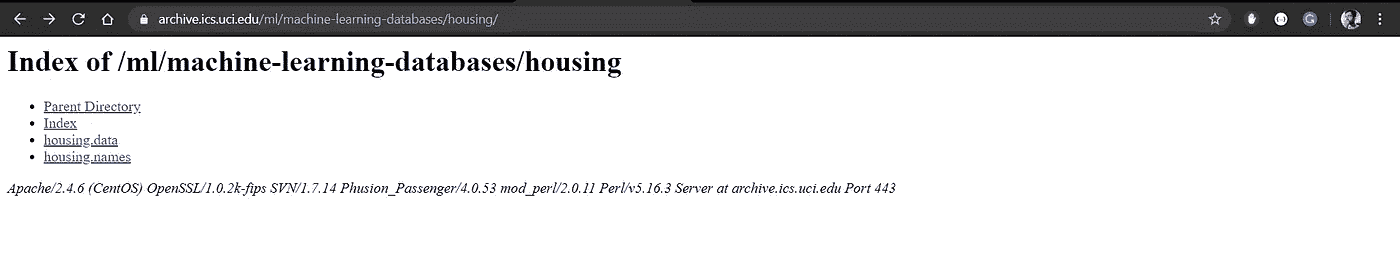 archive.ics.uci.edu/ml/machine-learning-databases/housing/
Index of /ml/machine-learning-databases/housing
Parent Directory
Index
housing.data
housing.names
Apache/2.4.6 (CentOS) OpenSSL/1.0.2k-fips SVN/1.7.14 Phusion_Passenger/4.0.53 mod_perl/2.0.11 Perl/v5.16.3 Server at archive.ics.uci.edu Port 443